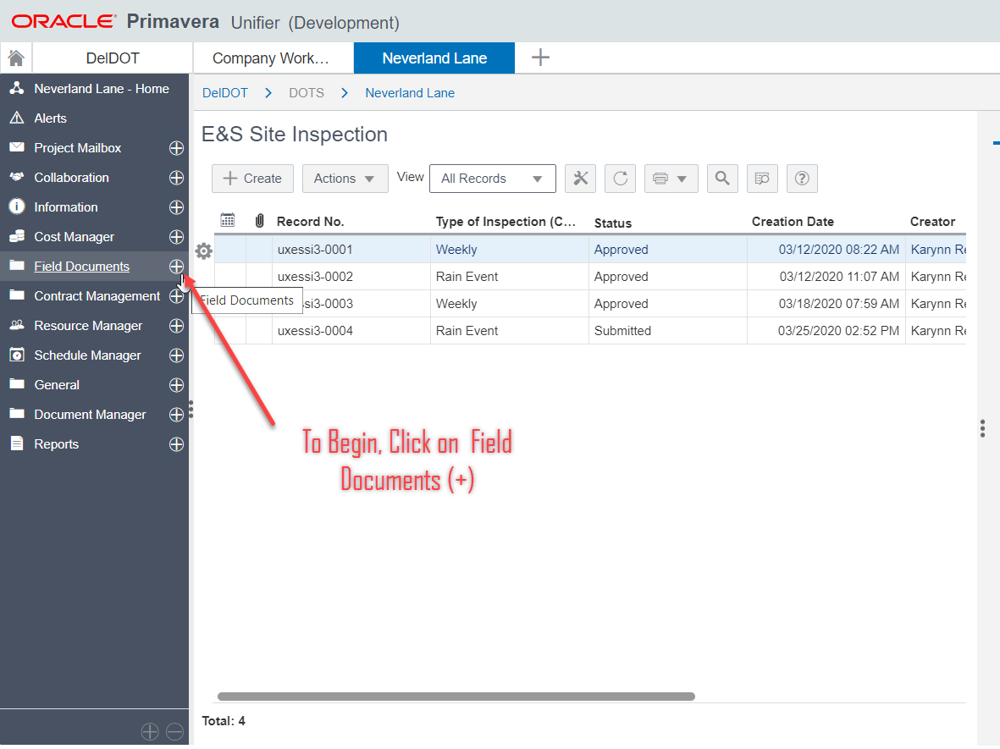 ORACLE® Primavera Unifier (Development)
DelDOT Company Work… Neverland Lane
Neverland Lane - Home
Alerts
Project Mailbox
Collaboration
Information
Cost Manager
Field Documents
Contract Management
Resource Manager
Schedule Manager
General
Document Manager
Reports
DelDOT > DOTS > Neverland Lane
E&S Site Inspection
Create Actions View All Records
Record No. Type of Inspection (C… Status Creation Date Creator
uxessi3-0001 Weekly Approved 03/12/2020 08:22 AM Karynn Re
uxessi3-0002 Rain Event Approved 03/12/2020 11:07 AM Karynn Re
ssi3-0003 Weekly Approved 03/18/2020 07:59 AM Karynn Re
uxessi3-0004 Rain Event Submitted 03/25/2020 02:52 PM Karynn Re
Field Documents
To Begin, Click on Field
Documents (+)
Total: 4